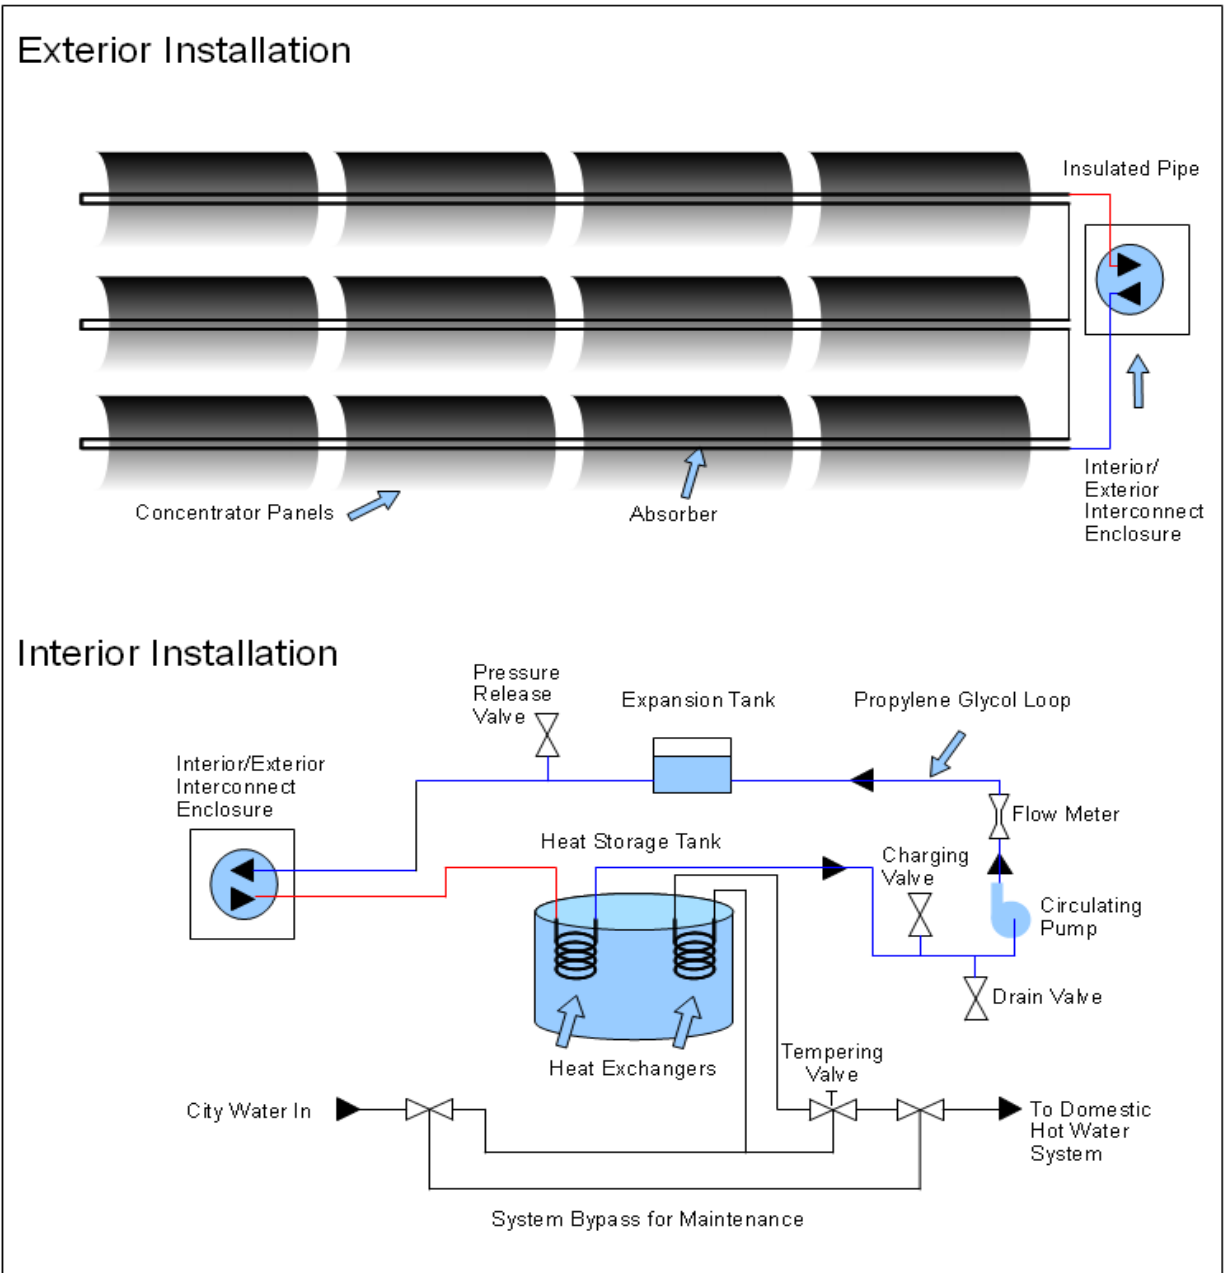 Exterior Installation
Insulated Pipe
Interior/
Exterior
Interconnect
Enclosure
Concentrator Panels
Absorber
Interior Installation
Pressure
Release
Valve
Expansion Tank
Propylene Glycol Loop
Interior/Exterior
Interconnect
Enclosure
Flow Meter
Heat Storage Tank
Charging
Valve
Circulating
Pump
Drain Valve
Heat Exchangers
Tempering
Valve
City Water In
To Domestic
Hot Water
System
System Bypass for Maintenance